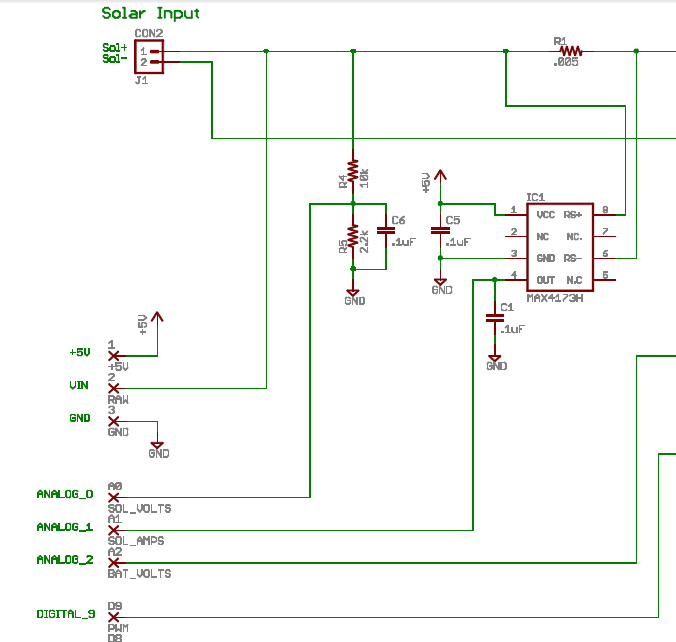 Solar Input
CON2
Sol+
Sol-
1
2
J1
R1
.005
R4
10k
+5V
R5
2.2k
C6
.1uF
C5
.1uF
GND
GND
IC1
1 VCC RS+ 8
2 NC NC. 7
3 GND RS- 6
4 OUT N.C 5
MAX4173H
C1
.1uF
GND
+5V
1
+5V
+5V
2
VIN
RAW
3
GND
GND
GND
A0
ANALOG_0
SOL_VOLTS
A1
ANALOG_1
SOL_AMPS
A2
ANALOG_2
BAT_VOLTS
D9
DIGITAL_9
PWM
D8